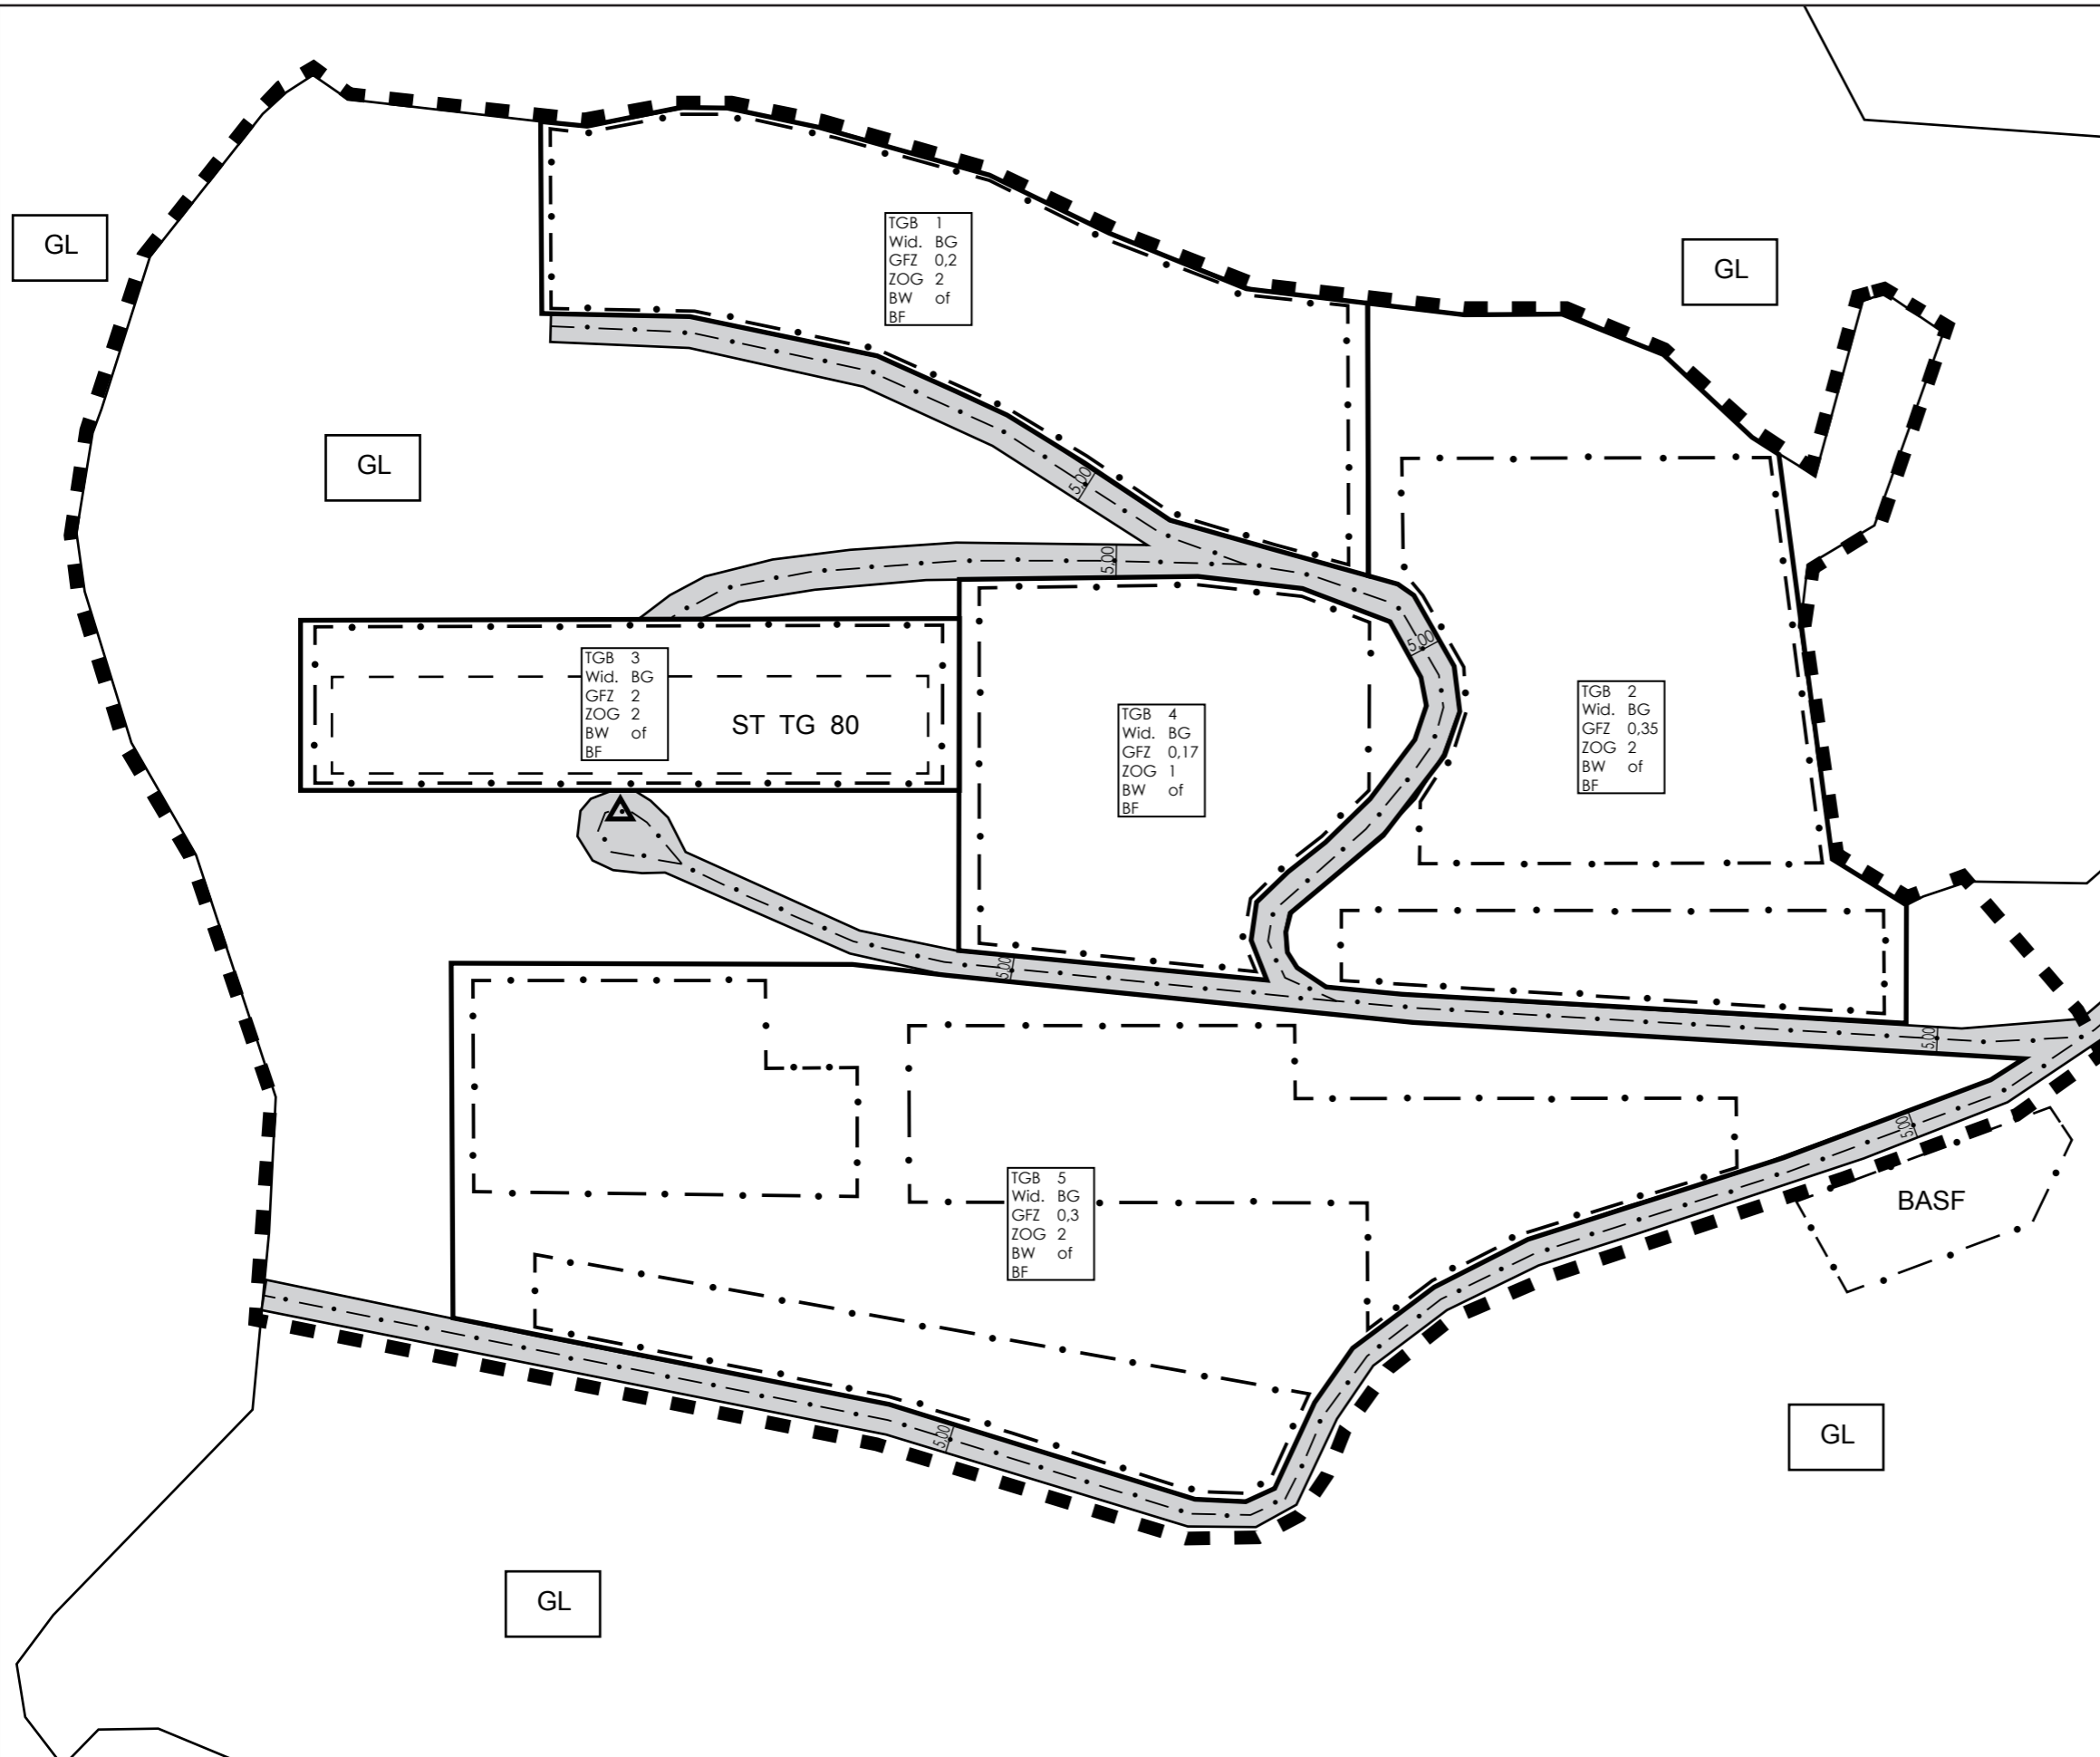 GL
TGB 1
Wid. BG
GFZ 0,2
ZOG 2
BW of
BF
GL
GL
5,00
5,00
5,00
TGB 3
Wid. BG
GFZ 2
ZOG 2
BW of
BF
ST TG 80
TGB 4
Wid. BG
GFZ 0,17
ZOG 1
BW of
BF
TGB 2
Wid. BG
GFZ 0,35
ZOG 2
BW of
BF
5,00
5,00
5,00
TGB 5
Wid. BG
GFZ 0,3
ZOG 2
BW of
BF
BASF
5,00
GL
GL